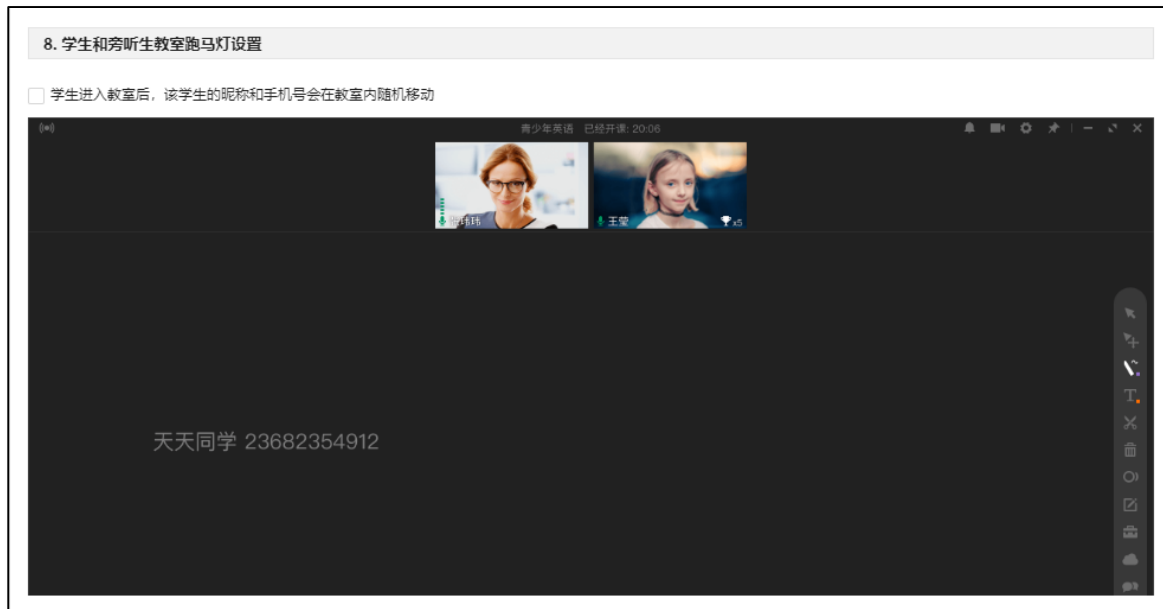 8. 学生和旁听生教室跑马灯设置
学生进入教室后，该学生的昵称和手机号会在教室内随机移动
青少年英语 已经开课: 20:06
王莹
x5
天天同学 23682354912